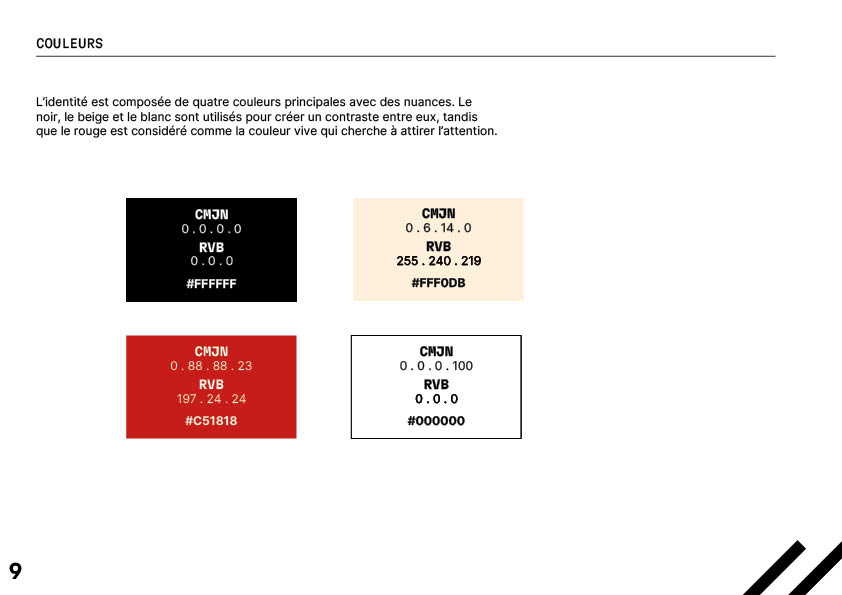 COULEURS
L'identité est composée de quatre couleurs principales avec des nuances. Le
noir, le beige et le blanc sont utilisés pour créer un contraste entre eux, tandis
que le rouge est considéré comme la couleur vive qui cherche à attirer l'attention.
CMJN
0 . 0 . 0 . 0
RVB
0 . 0 . 0
#FFFFFF
CMJN
0 . 6 . 14 . 0
RVB
255 . 240 . 219
#FFF0DB
CMJN
0 . 88 . 88 . 23
RVB
197 . 24 . 24
#C51818
CMJN
0 . 0 . 0 . 100
RVB
0 . 0 . 0
#000000
9